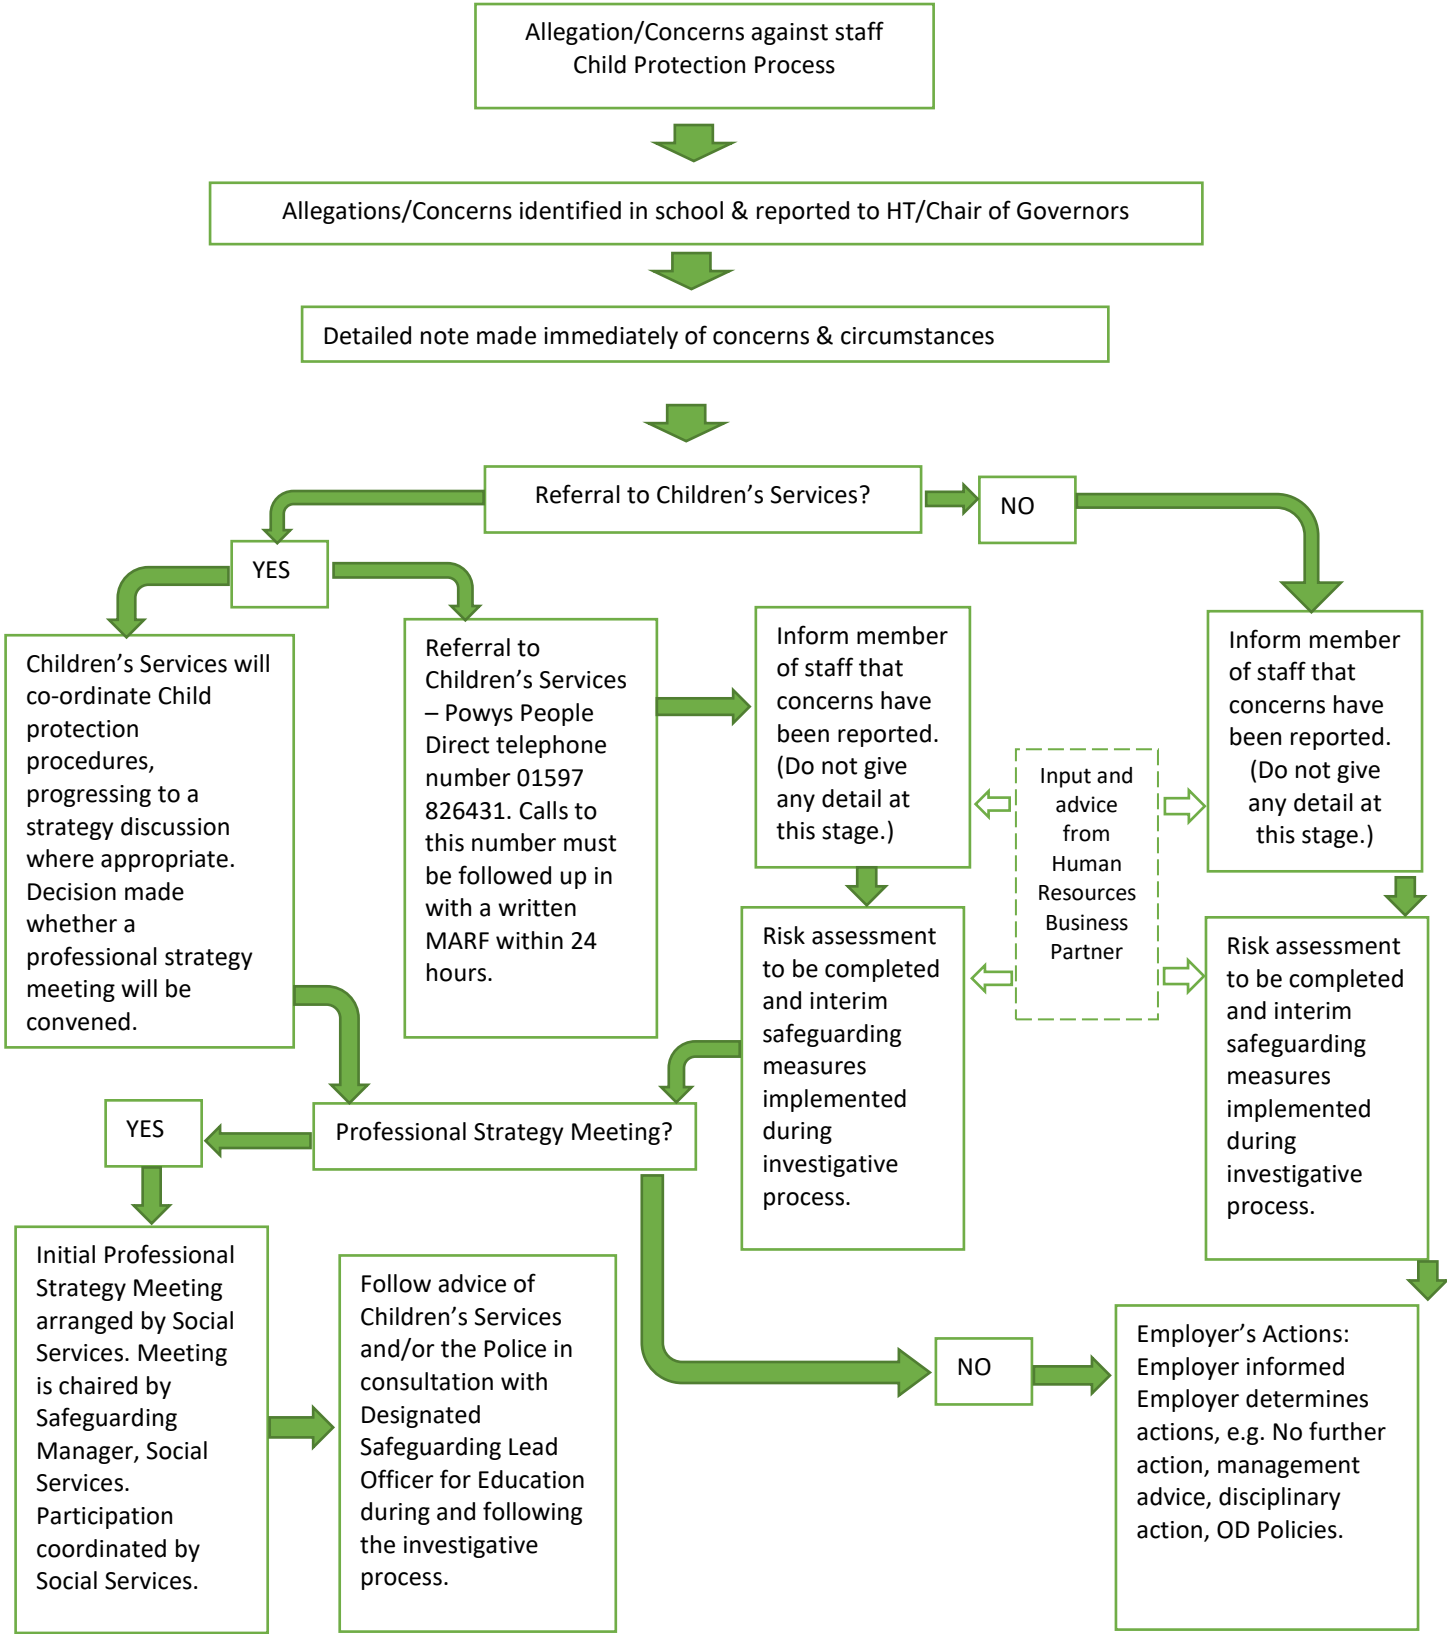 Allegation/Concerns against staff
Child Protection Process
Allegations/Concerns identified in school & reported to HT/Chair of Governors
Detailed note made immediately of concerns & circumstances
Referral to Children’s Services?
NO
YES
Children’s Services will
co-ordinate Child
protection
procedures,
progressing to a
strategy discussion
where appropriate.
Decision made
whether a
professional strategy
meeting will be
convened.
Referral to
Children’s Services
– Powys People
Direct telephone
number 01597
826431. Calls to
this number must
be followed up in
with a written
MARF within 24
hours.
Inform member
of staff that
concerns have
been reported.
(Do not give
any detail at
this stage.)
Input and
advice
from
Human
Resources
Business
Partner
Inform member
of staff that
concerns have
been reported.
(Do not give
any detail at
this stage.)
Risk assessment
to be completed
and interim
safeguarding
measures
implemented
during
investigative
process.
Risk assessment
to be completed
and interim
safeguarding
measures
implemented
during
investigative
process.
Professional Strategy Meeting?
YES
Initial Professional
Strategy Meeting
arranged by Social
Services. Meeting
is chaired by
Safeguarding
Manager, Social
Services.
Participation
coordinated by
Social Services.
Follow advice of
Children’s Services
and/or the Police in
consultation with
Designated
Safeguarding Lead
Officer for Education
during and following
the investigative
process.
NO
Employer’s Actions:
Employer informed
Employer determines
actions, e.g. No further
action, management
advice, disciplinary
action, OD Policies.